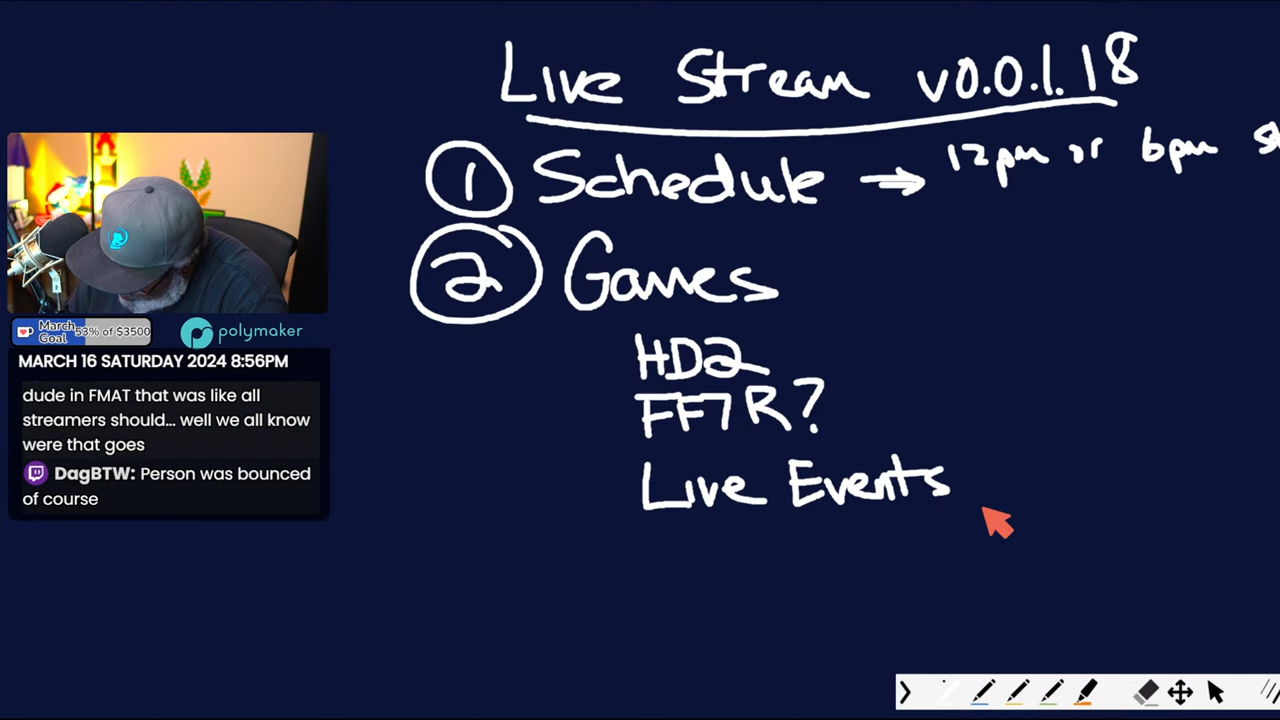 Live Stream v0.0.1.18
1 Schedule → 12pm or 6pm
2 Games
HD2
FF7R?
Live Events
March Goal 53% of $3500
polymaker
MARCH 16 SATURDAY 2024 8:56PM
dude in FMAT that was like all
streamers should... well we all know
were that goes
DagBTW: Person was bounced
of course